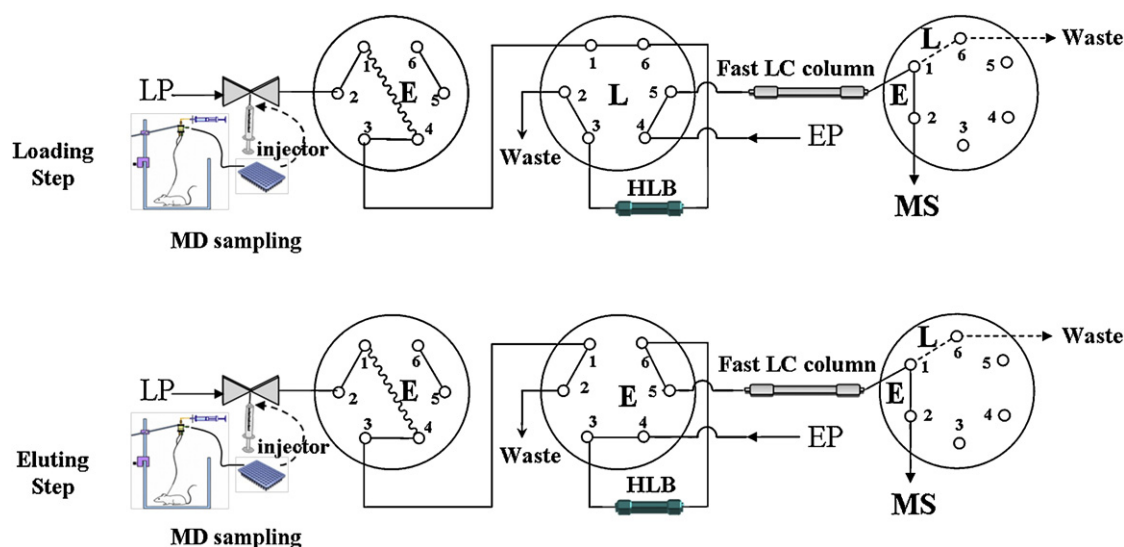 LP
1
6
2
E
5
3
4
injector
Loading
Step
MD sampling
1
6
2
L
5
3
4
Waste
HLB
Fast LC column
EP
L
6
Waste
1
5
E
2
4
3
MS
LP
1
6
2
E
5
3
4
injector
Eluting
Step
MD sampling
1
6
2
E
5
3
4
Waste
HLB
Fast LC column
EP
L
6
Waste
1
5
E
2
4
3
MS